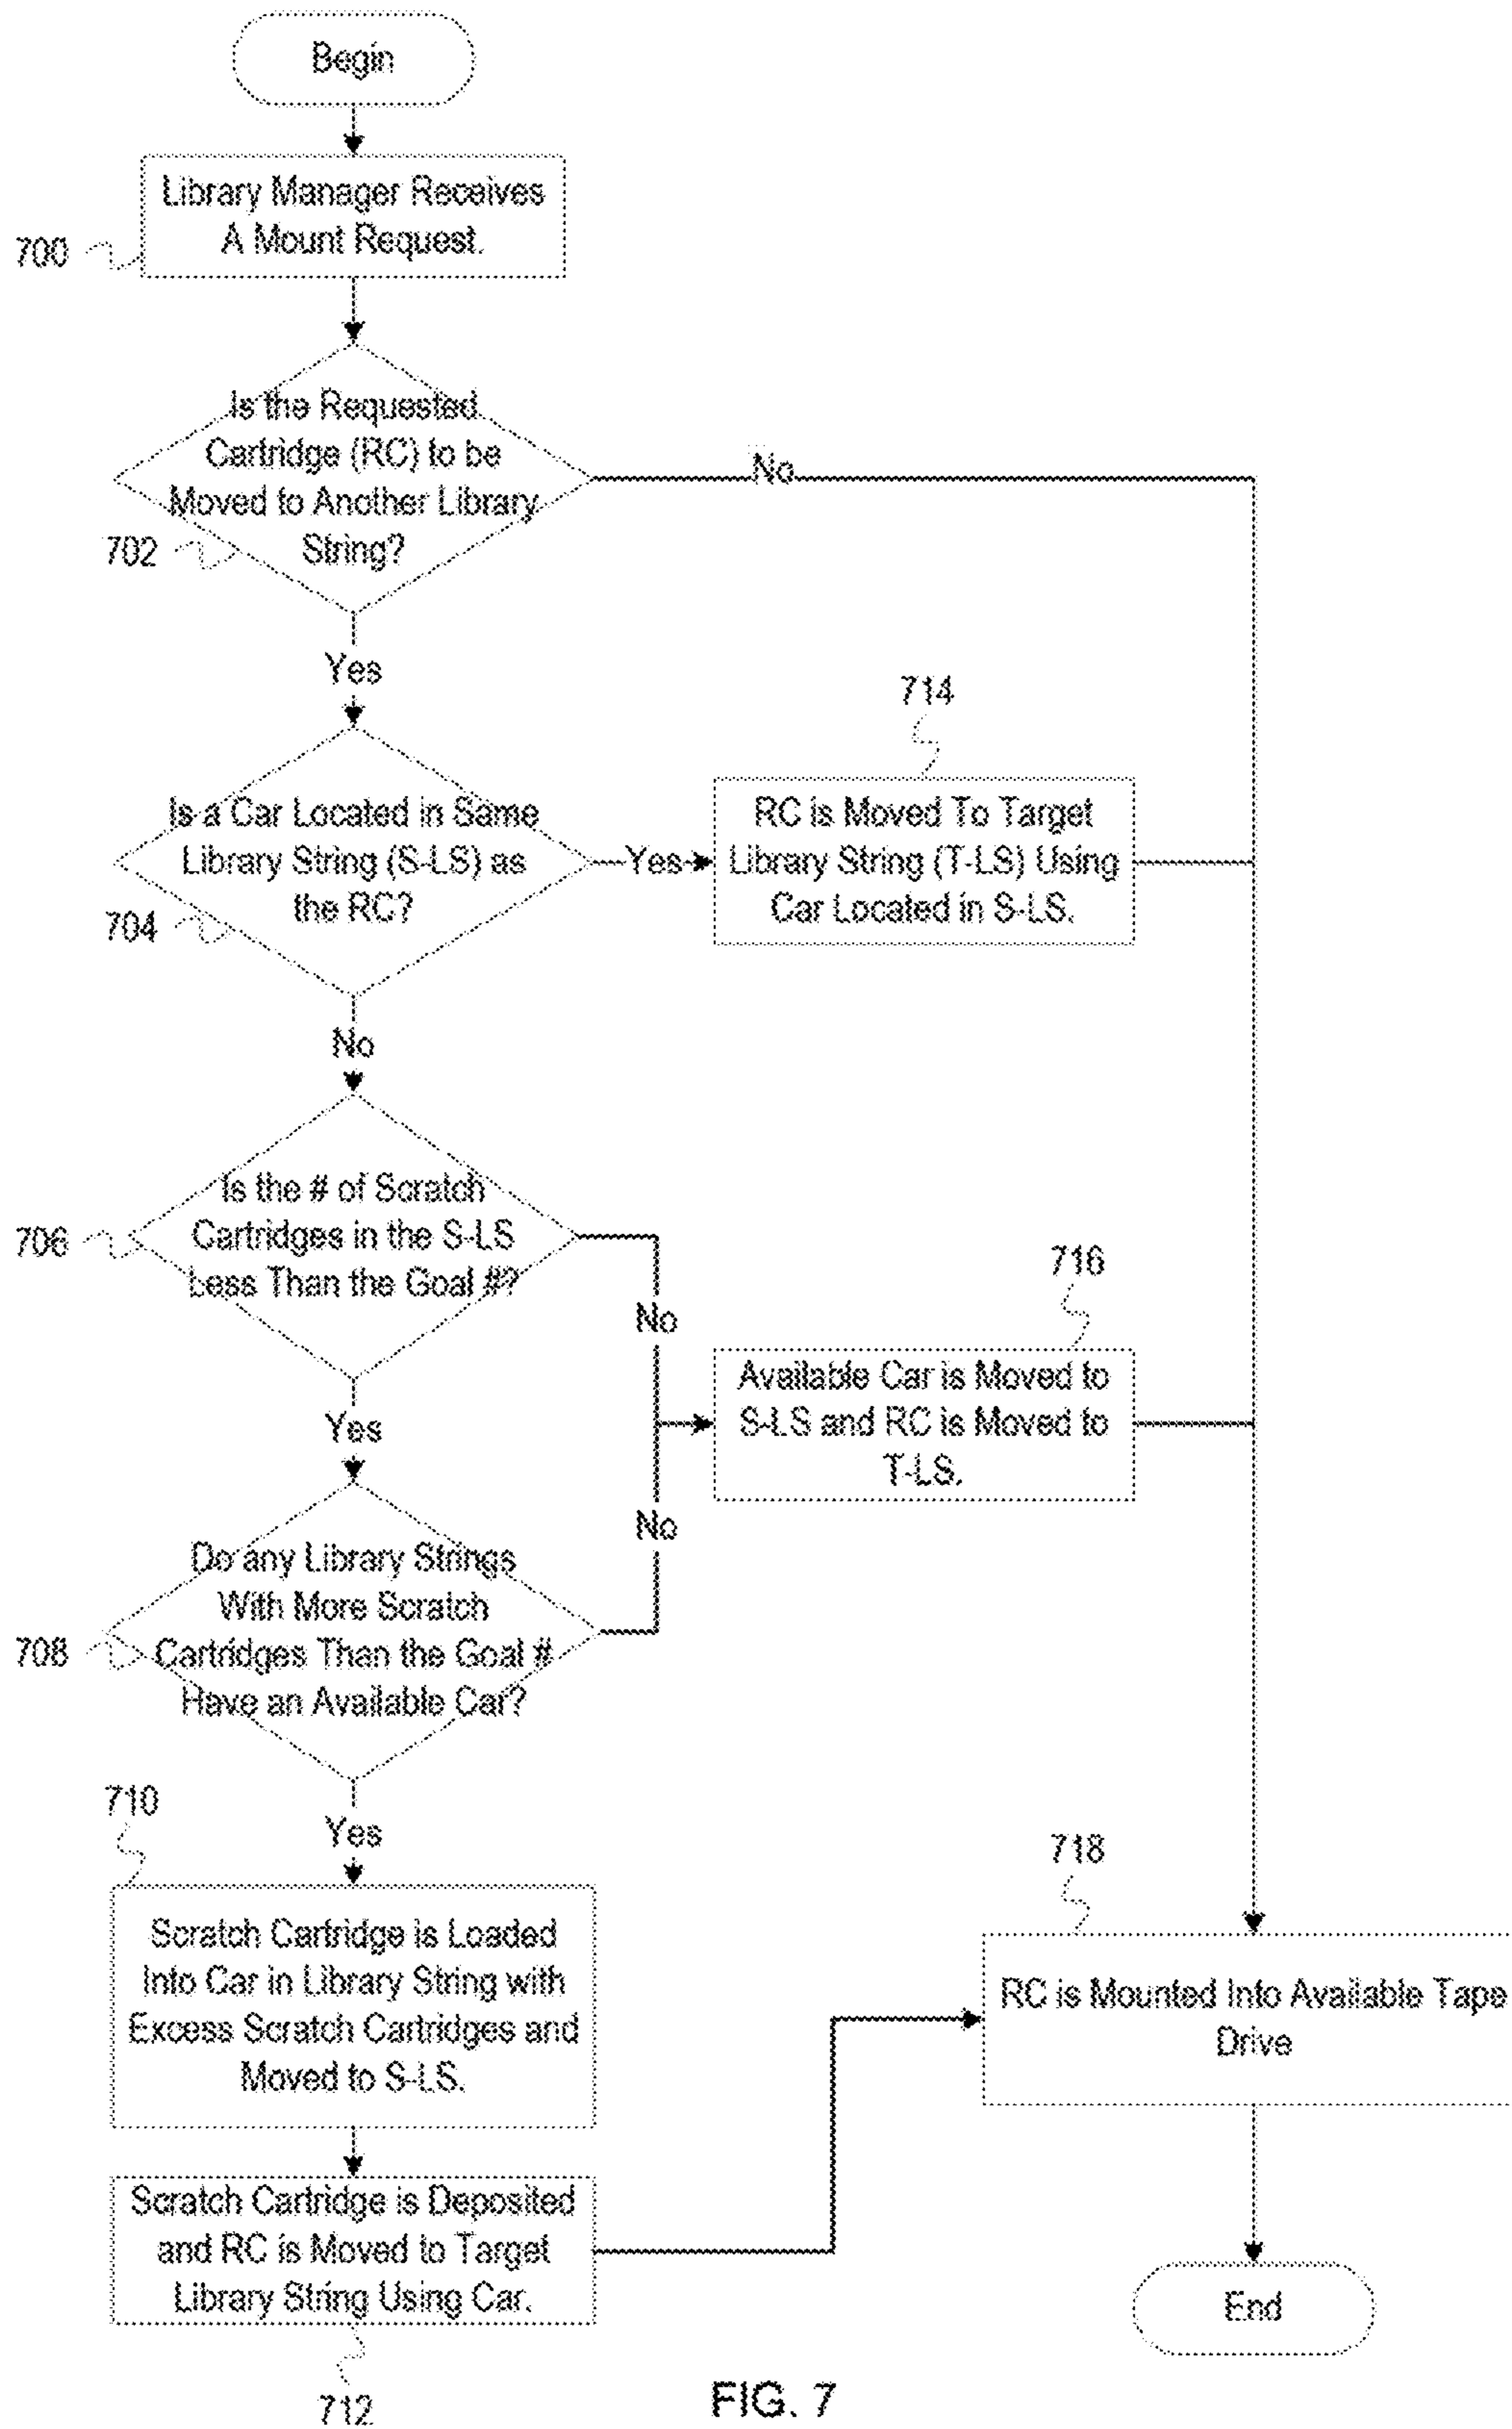 Begin
Library Manager Receives
A Mount Request.
700
Is the Requested
Cartridge (RC) to be
Moved to Another Library
String?
702
No
Yes
714
Is a Car Located in Same
Library String (S-LS) as
the RC?
704
Yes
RC is Moved To Target
Library String (T-LS) Using
Car Located in S-LS.
No
Is the # of Scratch
Cartridges in the S-LS
Less Than the Goal #?
706
No
716
Available Car is Moved to
S-LS and RC is Moved to
T-LS.
Yes
No
Do any Library Strings
With More Scratch
Cartridges Than the Goal #
Have an Available Car?
708
710
Yes
718
Scratch Cartridge is Loaded
Into Car in Library String with
Excess Scratch Cartridges and
Moved to S-LS.
RC is Mounted Into Available Tape
Drive
Scratch Cartridge is Deposited
and RC is Moved to Target
Library String Using Car.
712
End
FIG. 7